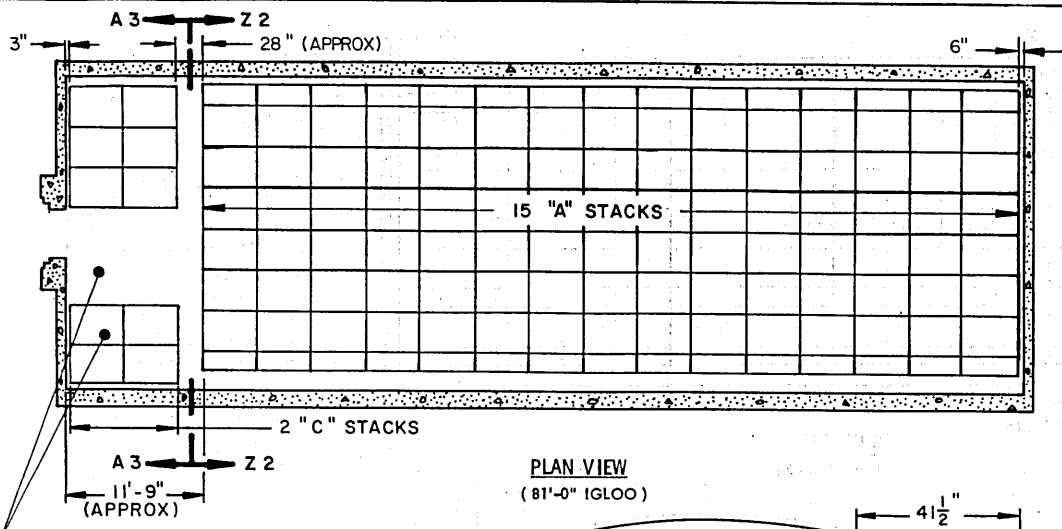 A 3 Z 2
3" 28" (APPROX) 6"
15 "A" STACKS
2 "C" STACKS
A 3 Z 2
11'-9"
(APPROX)
PLAN VIEW
(81'-0" IGLOO)
41 1/2"